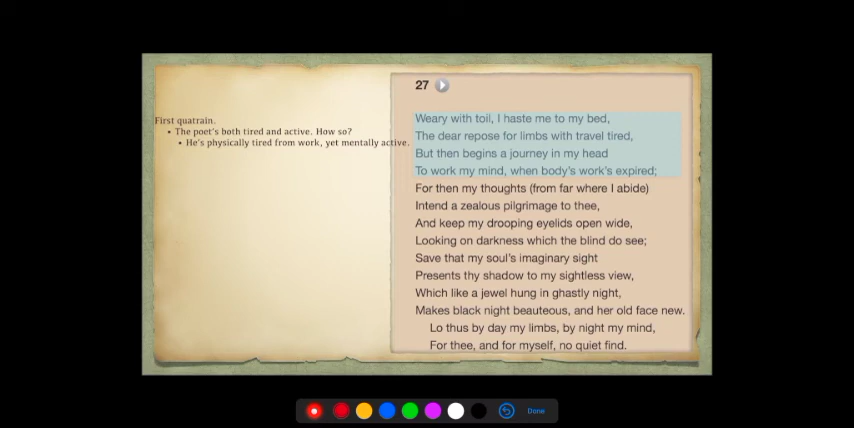 First quatrain.
• The poet's both tired and active. How so?
• He's physically tired from work, yet mentally active.
27
Weary with toil, I haste me to my bed,
The dear repose for limbs with travel tired,
But then begins a journey in my head
To work my mind, when body's work's expired;
For then my thoughts (from far where I abide)
Intend a zealous pilgrimage to thee,
And keep my drooping eyelids open wide,
Looking on darkness which the blind do see;
Save that my soul's imaginary sight
Presents thy shadow to my sightless view,
Which like a jewel hung in ghastly night,
Makes black night beauteous, and her old face new.
Lo thus by day my limbs, by night my mind,
For thee, and for myself, no quiet find.
Done